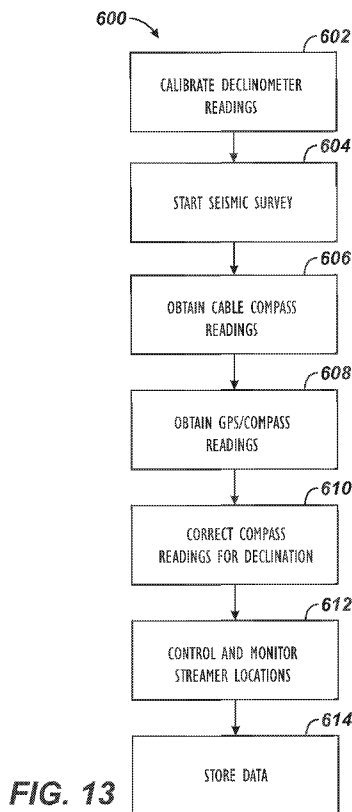 600
602
CALIBRATE DECLINOMETER
READINGS
604
START SEISMIC SURVEY
606
OBTAIN CABLE COMPASS
READINGS
608
OBTAIN GPS/COMPASS
READINGS
610
CORRECT COMPASS
READINGS FOR DECLINATION
612
CONTROL AND MONITOR
STREAMER LOCATIONS
614
STORE DATA
FIG. 13